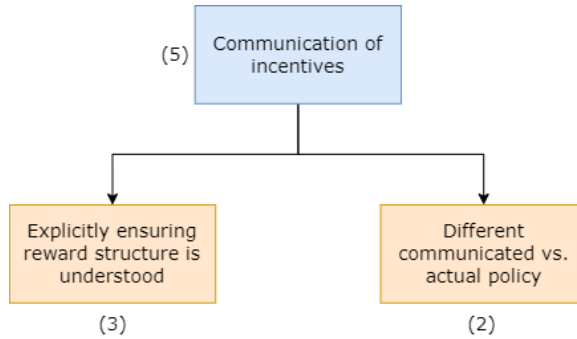 (5)
Communication of
incentives
Explicitly ensuring
reward structure is
understood
(3)
Different
communicated vs.
actual policy
(2)